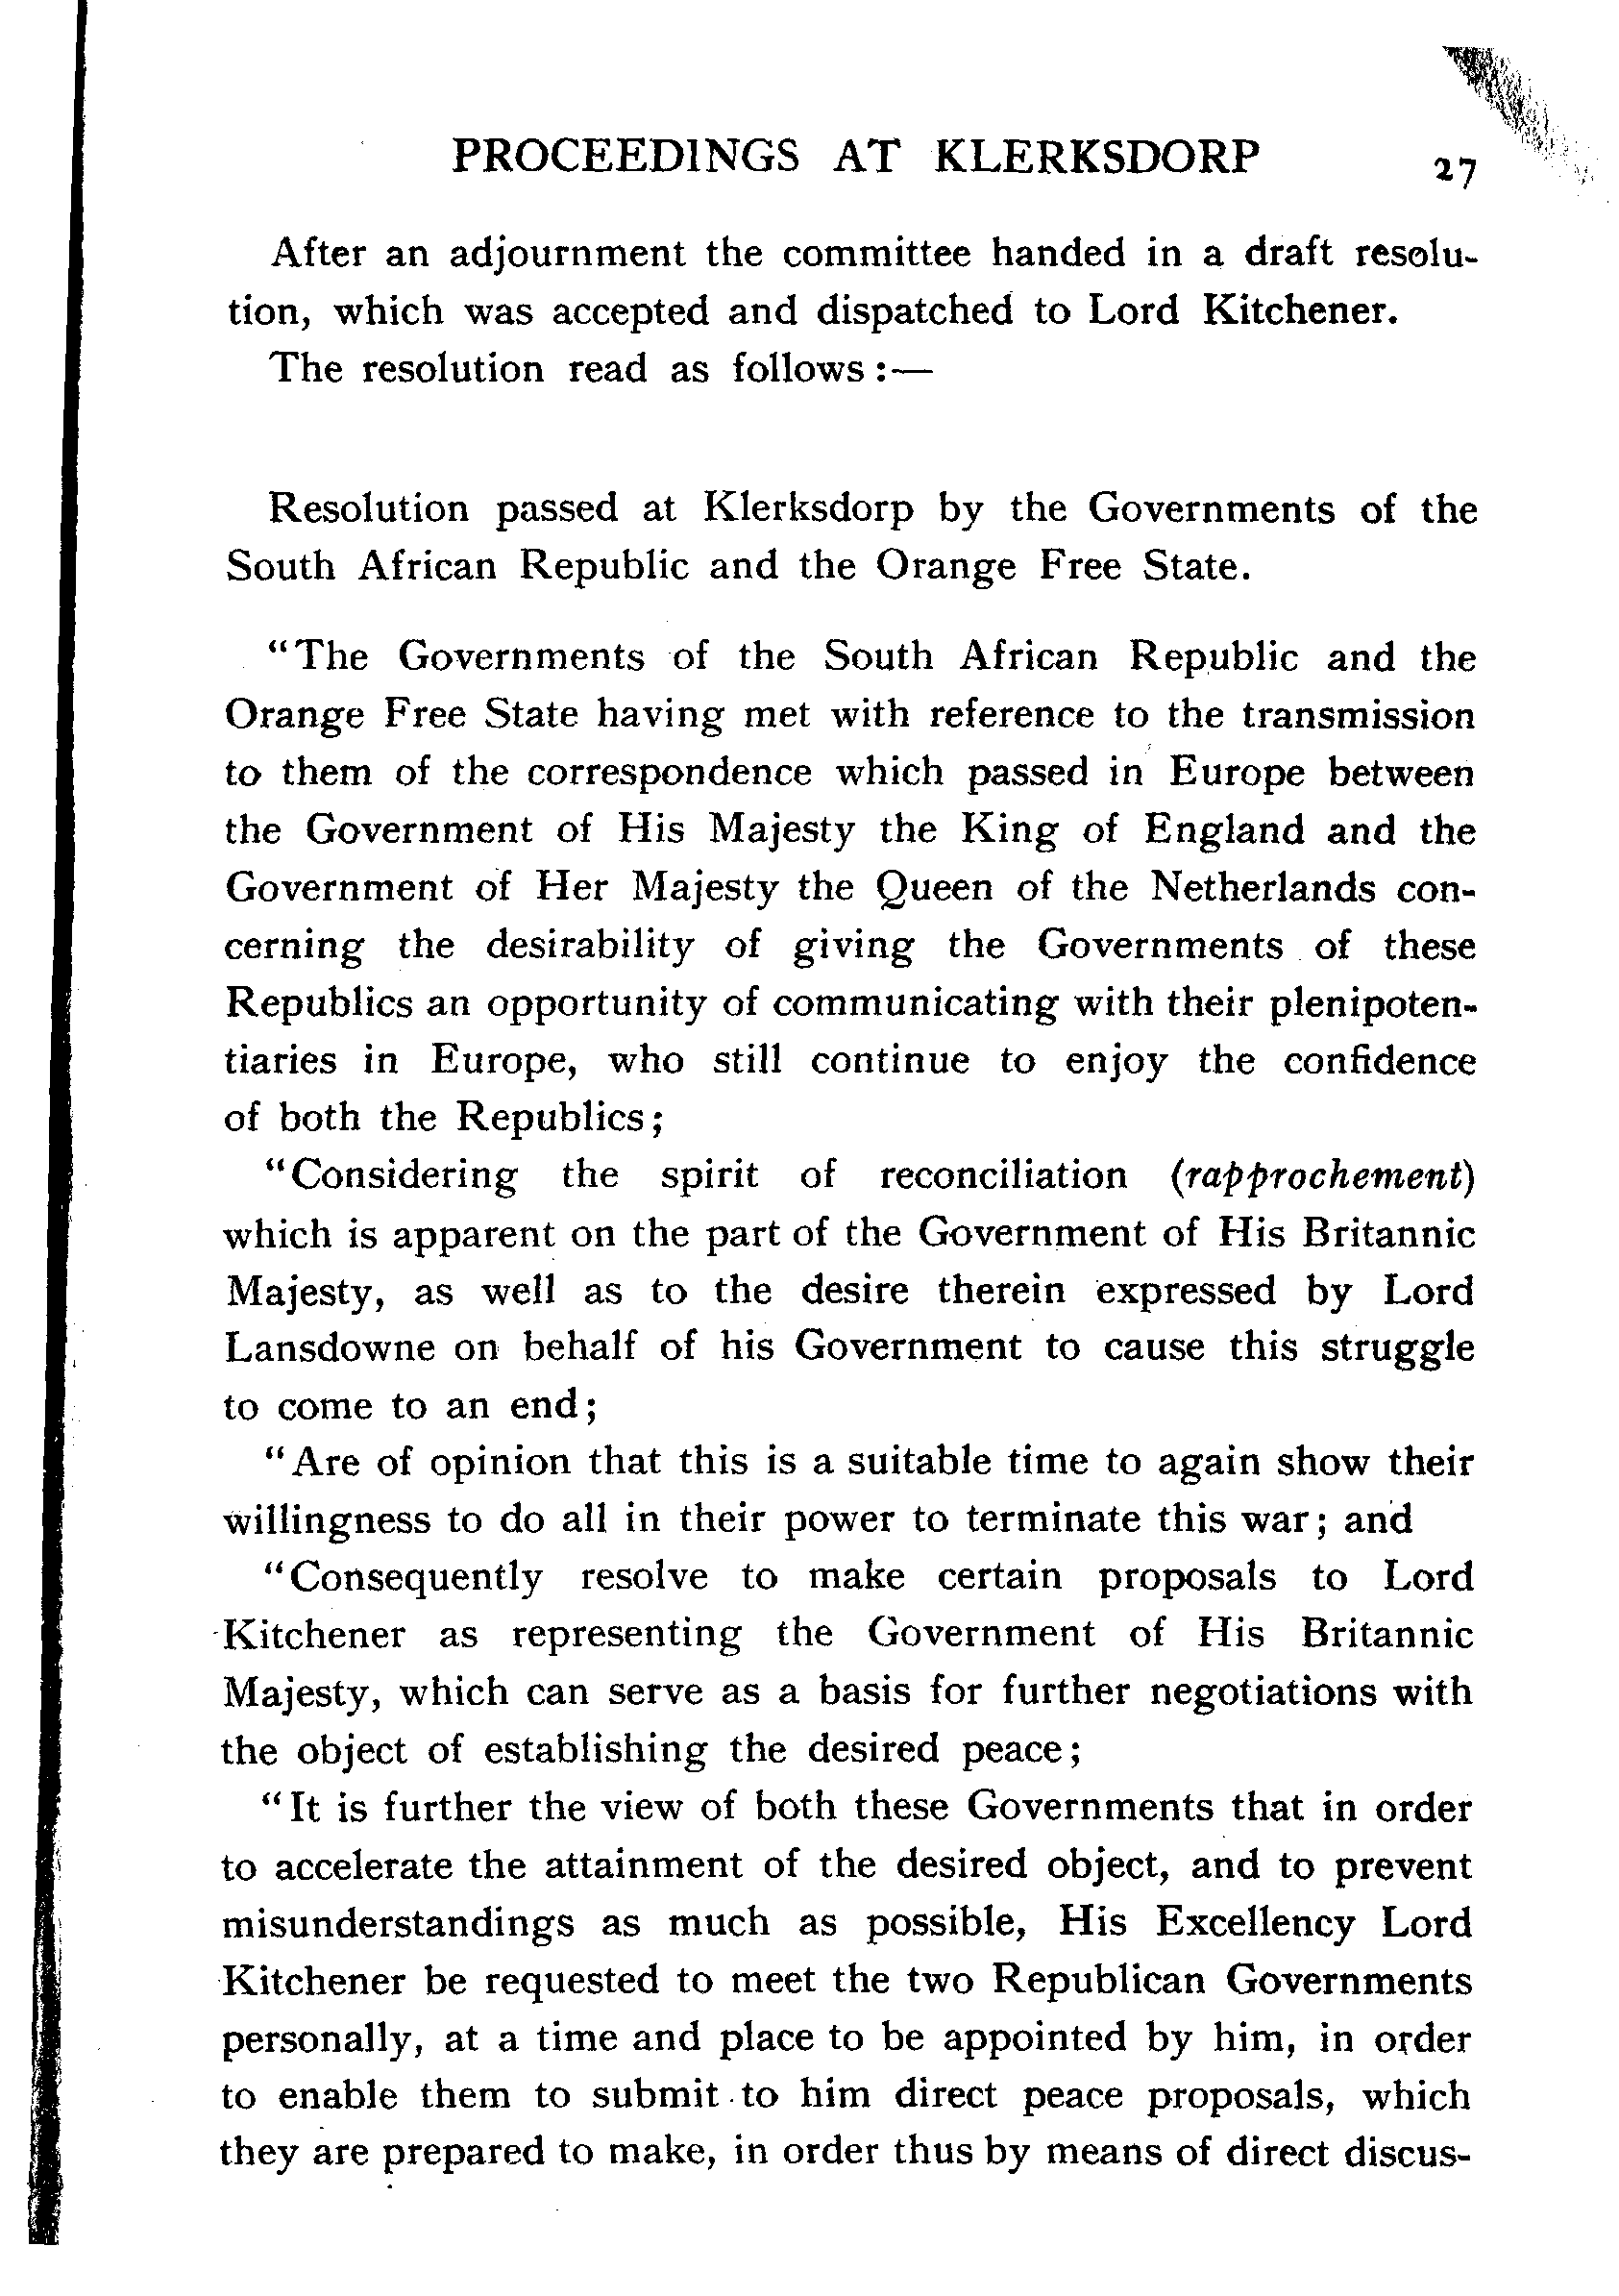 PROCEEDINGS AT KLERKSDORP 27
After an adjournment the committee handed in a draft resolu-
tion, which was accepted and dispatched to Lord Kitchener.
The resolution read as follows:—
Resolution passed at Klerksdorp by the Governments of the
South African Republic and the Orange Free State.
"The Governments of the South African Republic and the
Orange Free State having met with reference to the transmission
to them of the correspondence which passed in Europe between
the Government of His Majesty the King of England and the
Government of Her Majesty the Queen of the Netherlands con-
cerning the desirability of giving the Governments of these
Republics an opportunity of communicating with their plenipoten-
tiaries in Europe, who still continue to enjoy the confidence
of both the Republics;
"Considering the spirit of reconciliation (rapprochement)
which is apparent on the part of the Government of His Britannic
Majesty, as well as to the desire therein expressed by Lord
Lansdowne on behalf of his Government to cause this struggle
to come to an end;
"Are of opinion that this is a suitable time to again show their
willingness to do all in their power to terminate this war; and
"Consequently resolve to make certain proposals to Lord
Kitchener as representing the Government of His Britannic
Majesty, which can serve as a basis for further negotiations with
the object of establishing the desired peace;
"It is further the view of both these Governments that in order
to accelerate the attainment of the desired object, and to prevent
misunderstandings as much as possible, His Excellency Lord
Kitchener be requested to meet the two Republican Governments
personally, at a time and place to be appointed by him, in order
to enable them to submit to him direct peace proposals, which
they are prepared to make, in order thus by means of direct discus-